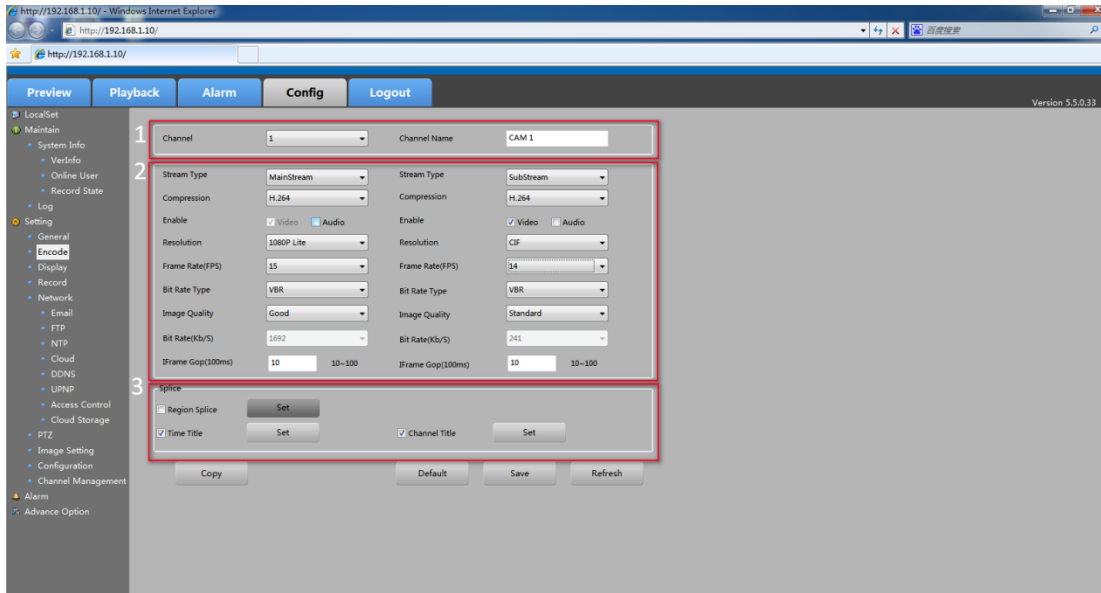 http://192.168.1.10/ - Windows Internet Explorer
http://192.168.1.10/
百度搜索
http://192.168.1.10/
Preview Playback Alarm Config Logout
Version 5.5.0.33
LocalSet
Maintain
System Info
VerInfo
Online User
Record State
Log
Setting
General
Encode
Display
Record
Network
Email
FTP
NTP
Cloud
DDNS
UPNP
Access Control
Cloud Storage
PTZ
Image Setting
Configuration
Channel Management
Alarm
Advance Option
1
Channel 1 Channel Name CAM 1
2
Stream Type MainStream Stream Type SubStream
Compression H.264 Compression H.264
Enable Video Audio Enable Video Audio
Resolution 1080P Lite Resolution CIF
Frame Rate(FPS) 15 Frame Rate(FPS) 14
Bit Rate Type VBR Bit Rate Type VBR
Image Quality Good Image Quality Standard
Bit Rate(Kb/S) 1692 Bit Rate(Kb/S) 241
IFrame Gop(100ms) 10 10~100 IFrame Gop(100ms) 10 10~100
3
Splice
Region Splice Set
Time Title Set Channel Title Set
Copy Default Save Refresh